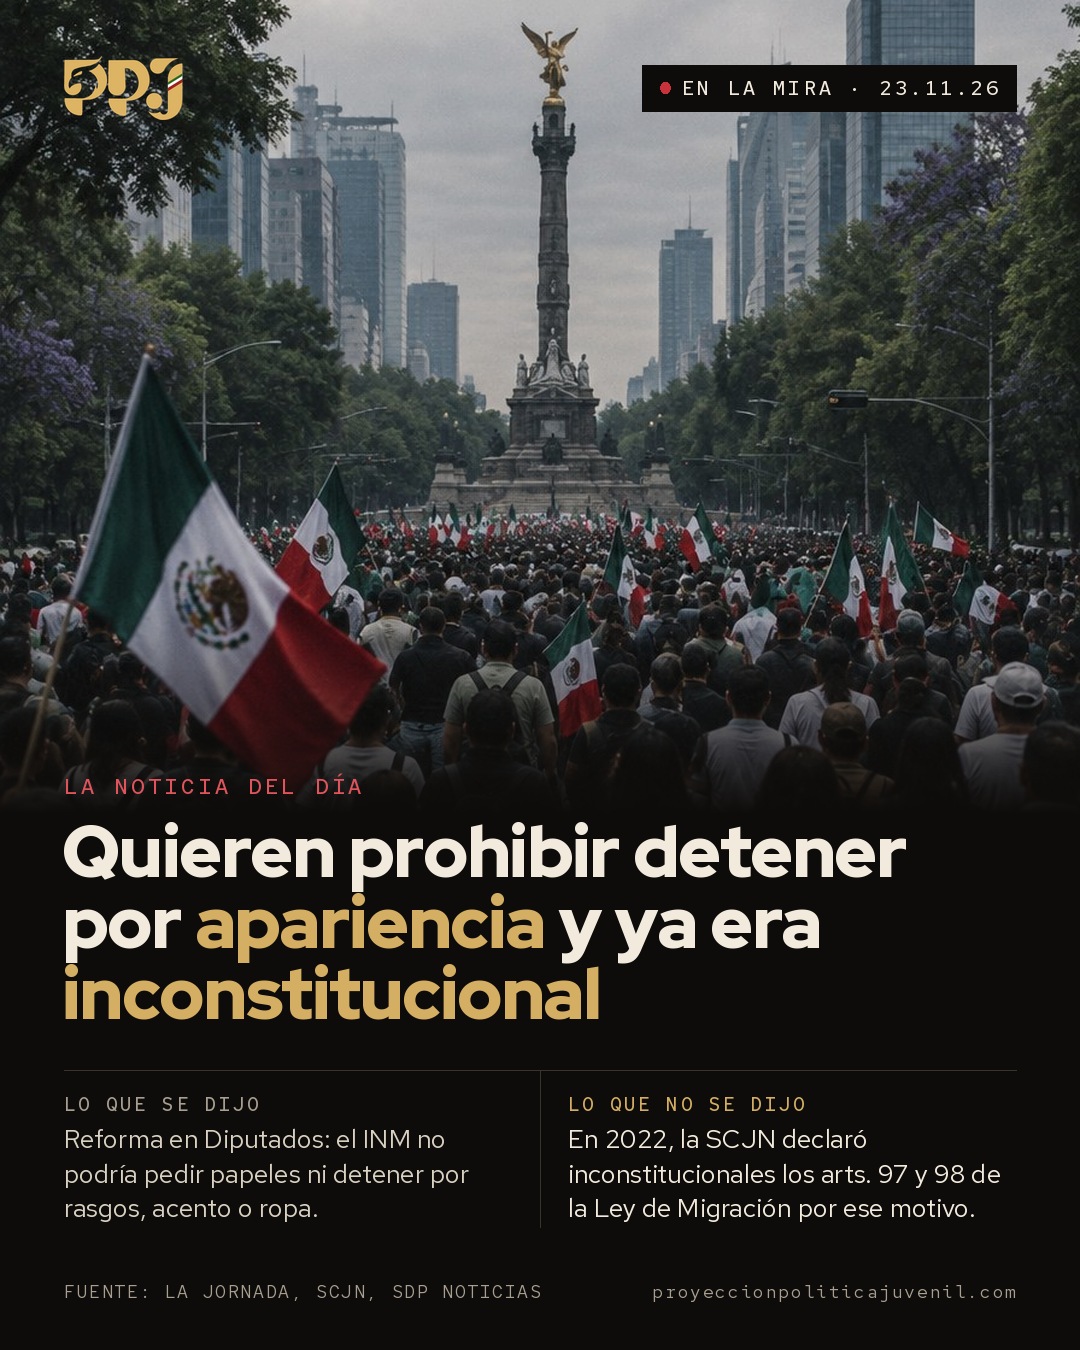 PPJ
EN LA MIRA · 23.11.26
LA NOTICIA DEL DÍA
Quieren prohibir detener
por apariencia y ya era
inconstitucional
LO QUE SE DIJO
Reforma en Diputados: el INM no
podría pedir papeles ni detener por
rasgos, acento o ropa.
LO QUE NO SE DIJO
En 2022, la SCJN declaró
inconstitucionales los arts. 97 y 98 de
la Ley de Migración por ese motivo.
FUENTE: LA JORNADA, SCJN, SDP NOTICIAS
proyeccionpoliticajuvenil.com